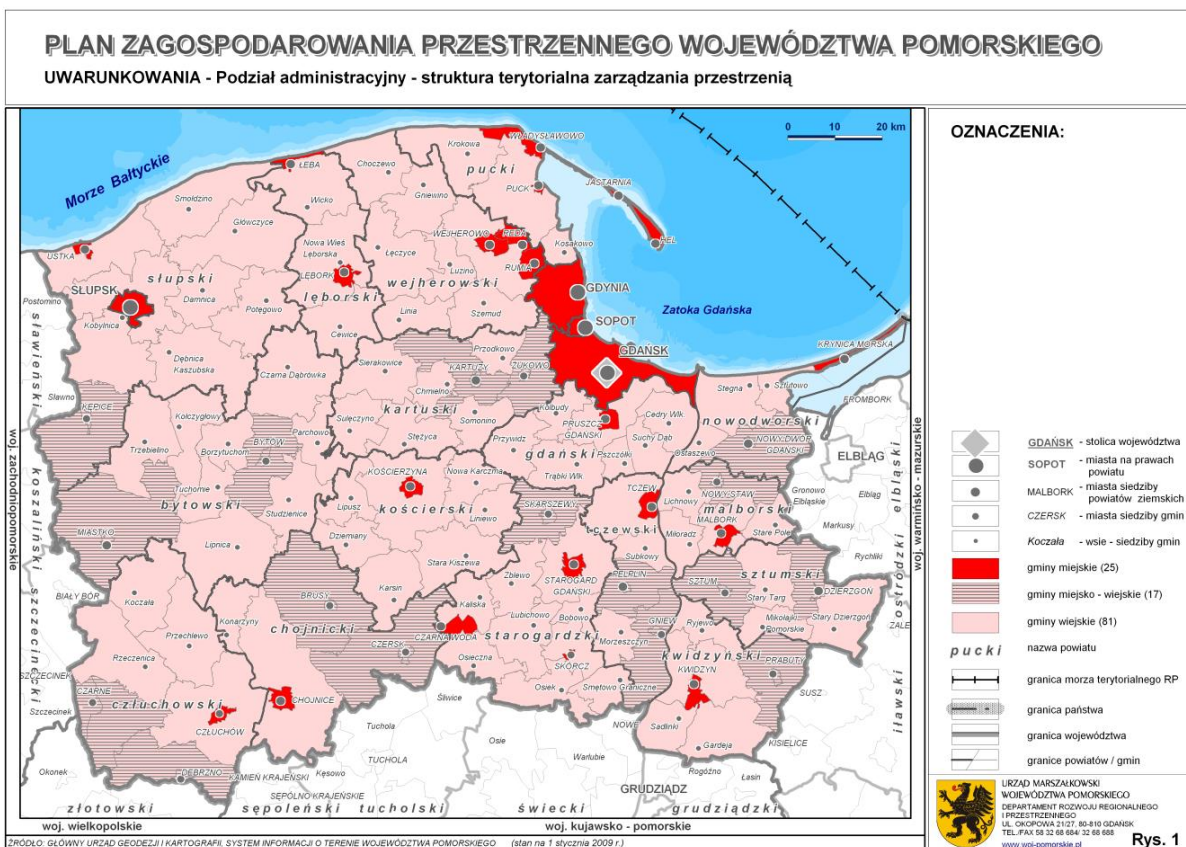 PLAN ZAGOSPODAROWANIA PRZESTRZENNEGO WOJEWÓDZTWA POMORSKIEGO
UWARUNKOWANIA - Podział administracyjny - struktura terytorialna zarządzania przestrzenią
0 10 20 km
Morze Bałtyckie
Zatoka Gdańska
WŁADYSŁAWOWO
Krokowa
pucki
ŁEBA
Choczewo
JASTARNIA
PUCK
Gniewino
Wicko
Smołdzino
Główczyce
WEJHEROWO
REDA
Kosakowo
HEL
USTKA
Nowa Wieś
Lęborska
Łęczyce
RUMIA
Luzino
LĘBORK
słupski
wejherowski
SŁUPSK
Damnica
Potęgowo
lęborski
GDYNIA
Postomino
Kobylnica
Linia
Szemud
SOPOT
Cewice
KRYNICA MORSKA
Dębnica
Kaszubska
Czarna Dąbrówka
Sierakowice
Przodkowo
GDAŃSK
KARTUZY
ŻUKOWO
Chmielno
Stegna
Sztutowo
FROMBORK
sławieński
Sławno
KĘPICE
Kołczygłowy
Parchowo
Sulęczyno
kartuski
Somonino
Kolbudy
PRUSZCZ
GDAŃSKI
Cedry Wlk.
nowodworski
Trzebielino
BYTÓW
Borzytuchom
Stężyca
Przywidz
Suchy Dąb
NOWY DWÓR
GDAŃSKI
gdański
Pszczółki
Ostaszewo
ELBLĄG
Trąbki Wlk.
KOŚCIERZYNA
Nowa Karczma
Tuchomie
bytowski
Studzienice
Lipusz
kościerski
Liniewo
SKARSZEWY
TCZEW
Lichnowy
NOWY STAW
malborski
Gronowo
Elbląskie
Elbląg
MIASTKO
Lipnica
Dziemiany
tczewski
Miłoradz
MALBORK
Stare Pole
Markusy
Stara Kiszewa
Subkowy
Rychliki
BIAŁY BÓR
Koczała
Konarzyny
BRUSY
Karsin
Zblewo
STAROGARD
GDAŃSKI
PELPLIN
SZTUM
sztumski
Stary Targ
DZIERZGOŃ
Kaliska
Lubichowo
Bobowo
GNIEW
Mikołajki
Pomorskie
Stary Dzierzgoń
ZALE
chojnicki
CZARNA WODA
starogardzki
Morzeszczyn
Ryjewo
Przechlewo
CZERSK
Osieczna
SKÓRCZ
kwidzyński
PRABUTY
Rzeczenica
KWIDZYN
SUSZ
SZCZECINEK
CZARNE
CHOJNICE
Osiek
Smętowo Graniczne
Szczecinek
człuchowski
CZŁUCHÓW
Śliwice
NOWE
Sadlinki
Gardeja
KISIELICE
Tuchola
TUCHOLA
Osie
Warlubie
Okonek
DEBRZNO
KAMIEŃ KRAJEŃSKI
Kęsowo
SĘPÓLNO KRAJEŃSKIE
Rogóźno
Łasin
GRUDZIĄDZ
koszaliński
szczecinecki
elbląski
ostródzki
iławski
złotowski
sępoleński
tucholski
świecki
grudziądzki
woj. zachodniopomorskie
woj. warmińsko - mazurskie
woj. wielkopolskie
woj. kujawsko - pomorskie
OZNACZENIA:
GDAŃSK - stolica województwa
SOPOT - miasta na prawach
powiatu
MALBORK - miasta siedziby
powiatów ziemskich
CZERSK - miasta siedziby gmin
Koczała - wsie - siedziby gmin
gminy miejskie (25)
gminy miejsko - wiejskie (17)
gminy wiejskie (81)
pucki nazwa powiatu
granica morza terytorialnego RP
granica państwa
granica województwa
granice powiatów / gmin
URZĄD MARSZAŁKOWSKI
WOJEWÓDZTWA POMORSKIEGO
DEPARTAMENT ROZWOJU REGIONALNEGO
I PRZESTRZENNEGO
UL. OKOPOWA 21/27, 80-810 GDAŃSK
TEL./FAX 58 32 68 684/ 32 68 688
www.woj-pomorskie.pl
Rys. 1
ŹRÓDŁO: GŁÓWNY URZĄD GEODEZJI I KARTOGRAFII, SYSTEM INFORMACJI O TERENIE WOJEWÓDZTWA POMORSKIEGO (stan na 1 stycznia 2009 r.)